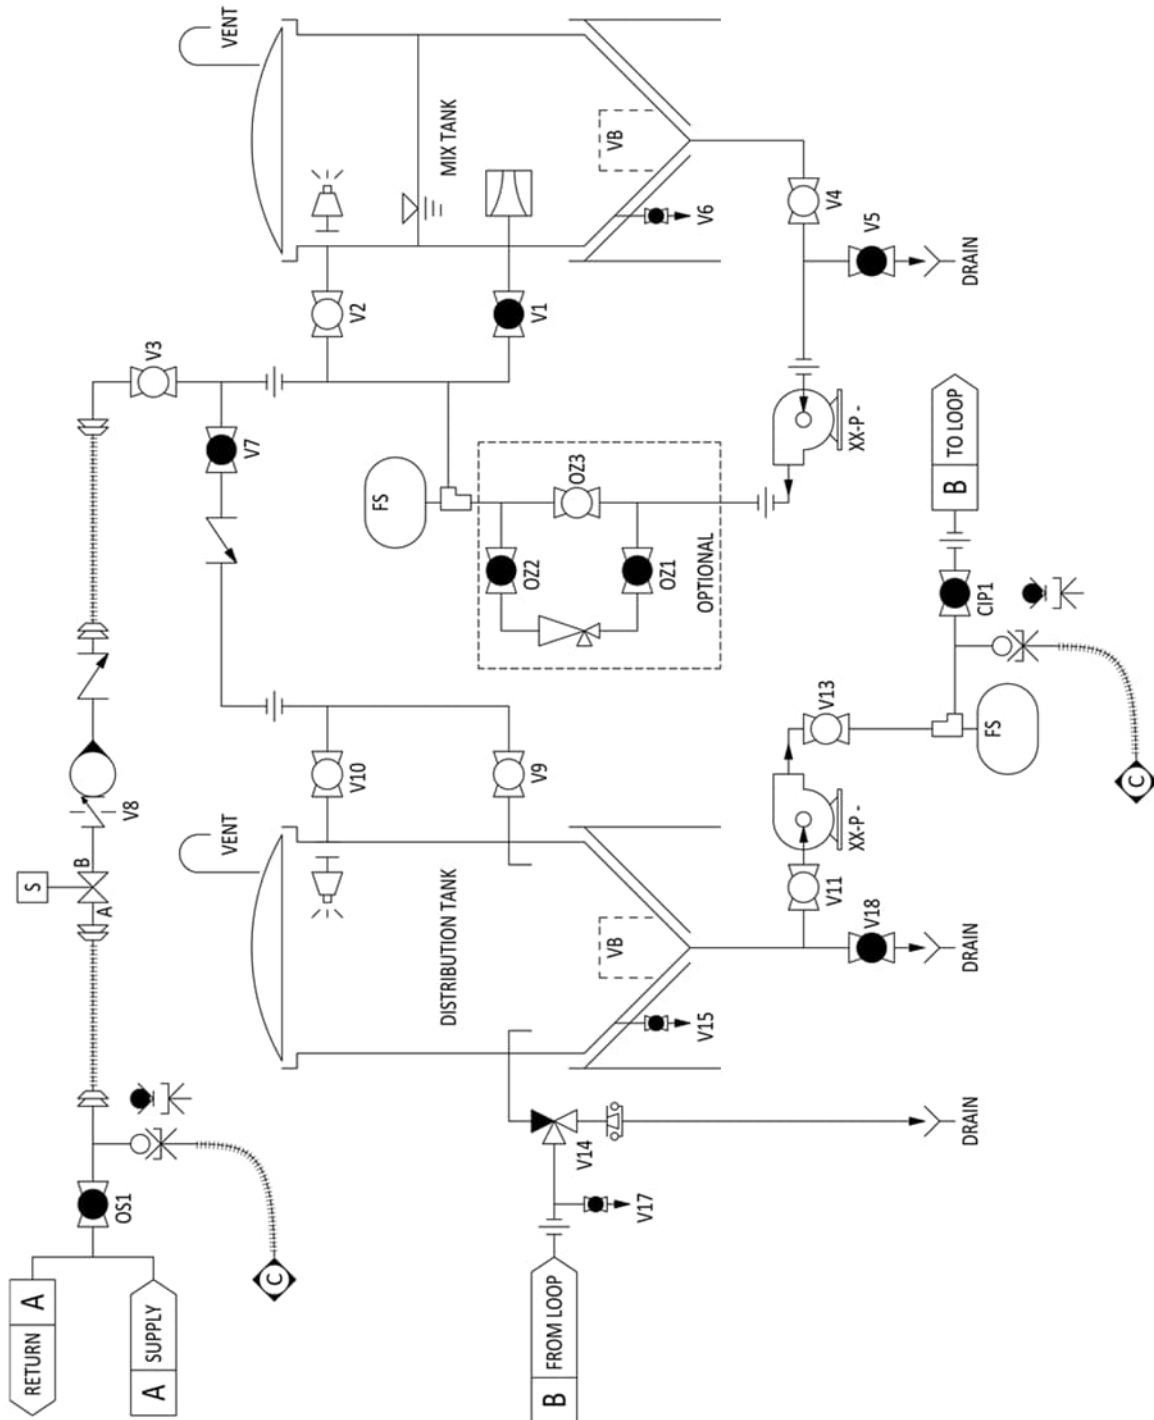 RETURN A
S
B
A
A SUPPLY
OS1
V8
V3
VENT
VENT
V7
C
V10
V2
FS
DISTRIBUTION TANK
MIX TANK
OZ2
V9
V1
B FROM LOOP
V14
OZ3
VB
VB
V17
OZ1
V15
OPTIONAL
V6
V11
V13
V4
XX-P -
XX-P -
V18
V5
B TO LOOP
DRAIN
DRAIN
DRAIN
FS
CIP1
C